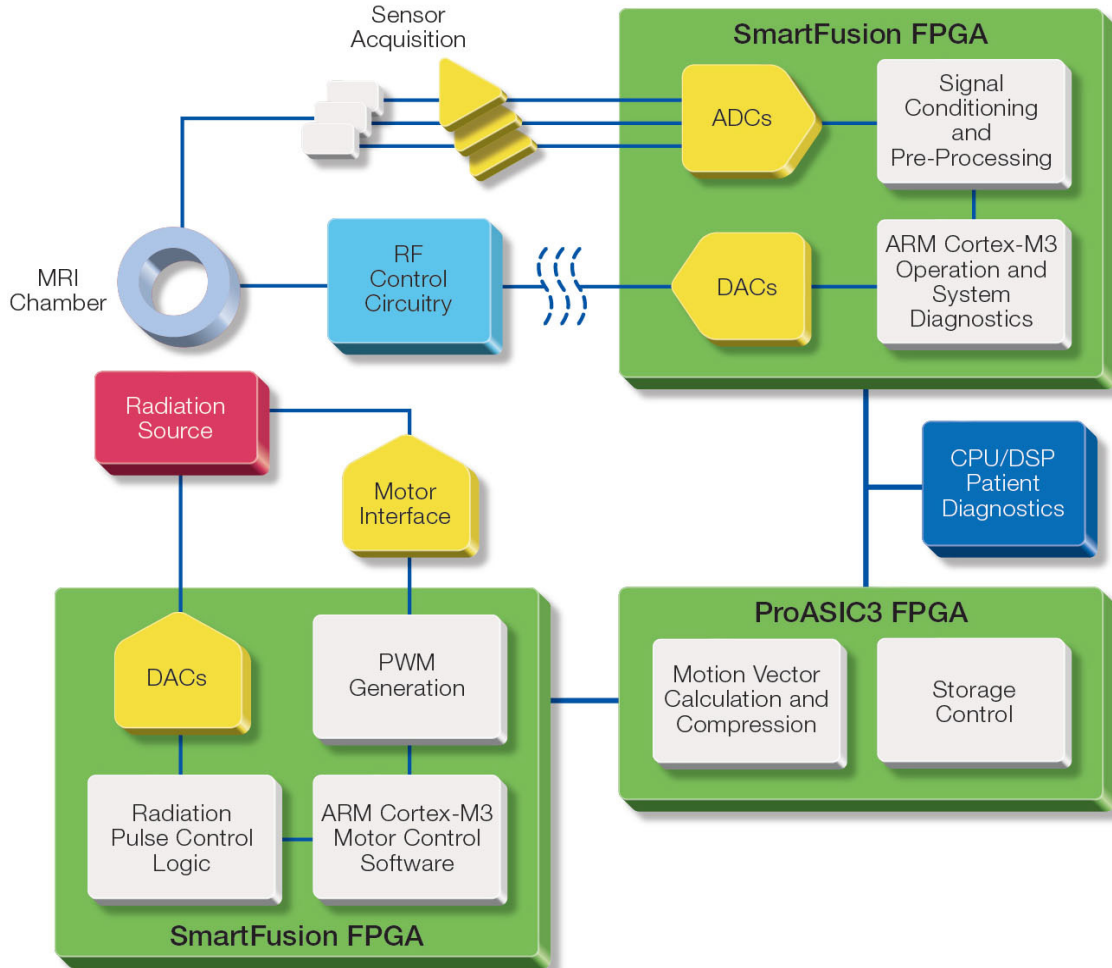 Sensor
Acquisition
SmartFusion FPGA
ADCs
Signal
Conditioning
and
Pre-Processing
MRI
Chamber
RF
Control
Circuitry
DACs
ARM Cortex-M3
Operation and
System
Diagnostics
Radiation
Source
Motor
Interface
CPU/DSP
Patient
Diagnostics
DACs
PWM
Generation
Radiation
Pulse Control
Logic
ARM Cortex-M3
Motor Control
Software
SmartFusion FPGA
ProASIC3 FPGA
Motion Vector
Calculation and
Compression
Storage
Control